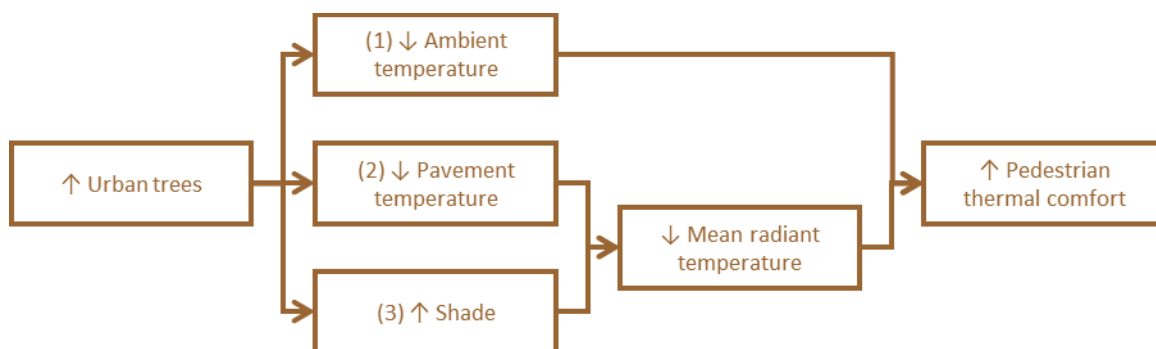 (1) ↓ Ambient
temperature
↑ Urban trees
(2) ↓ Pavement
temperature
(3) ↑ Shade
↓ Mean radiant
temperature
↑ Pedestrian
thermal comfort